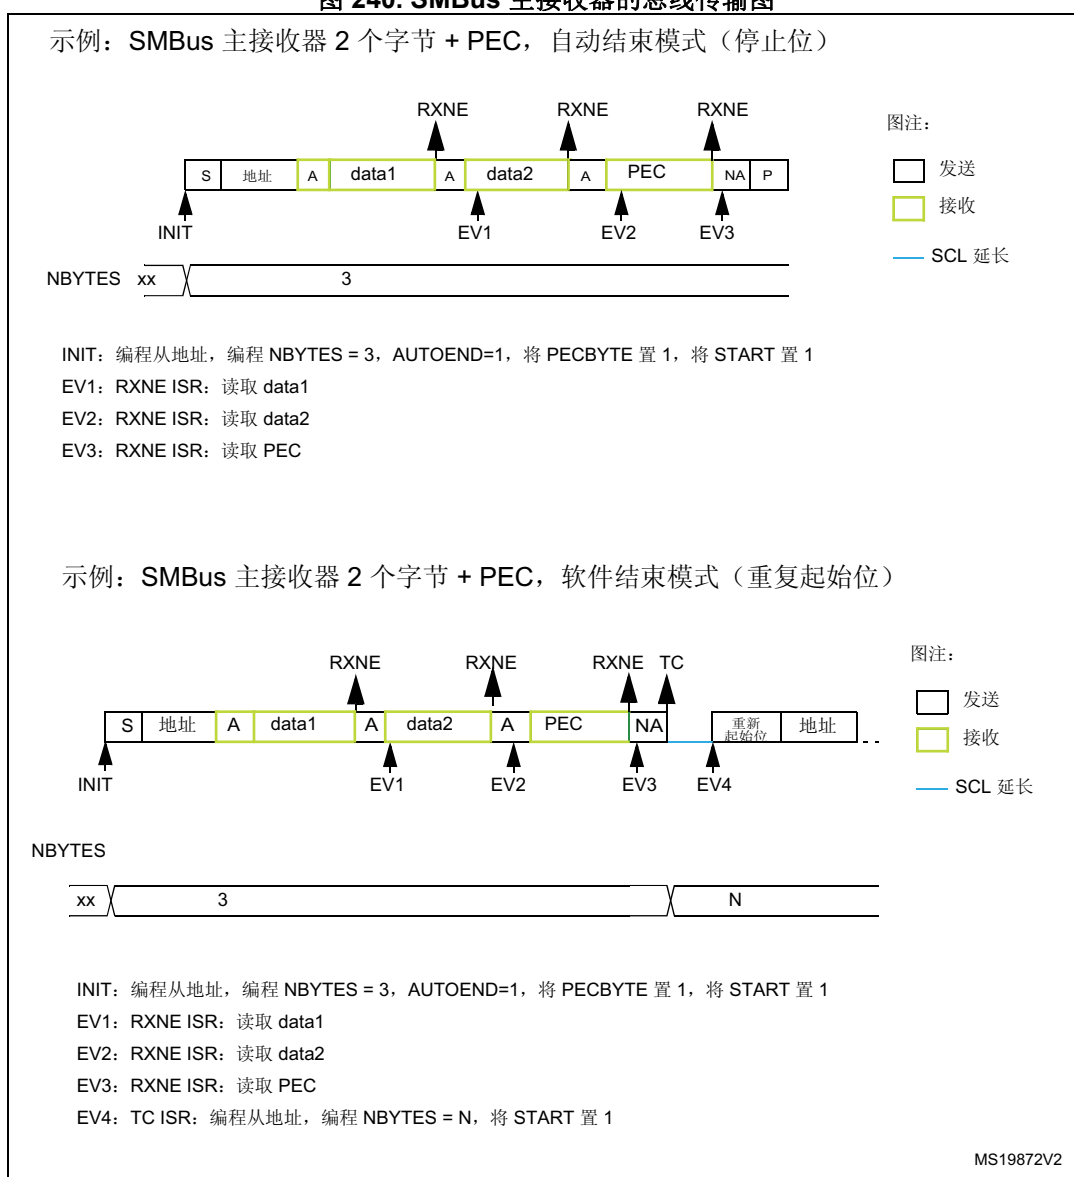 图 240. SMBus 主接收器的总线传输图
示例：SMBus 主接收器 2 个字节 + PEC，自动结束模式（停止位）
RXNE RXNE RXNE
图注：
S 地址 A data1 A data2 A PEC NA P
发送
接收
INIT EV1 EV2 EV3
SCL 延长
NBYTES xx 3
INIT：编程从地址，编程 NBYTES = 3，AUTOEND=1，将 PECBYTE 置 1，将 START 置 1
EV1：RXNE ISR：读取 data1
EV2：RXNE ISR：读取 data2
EV3：RXNE ISR：读取 PEC
示例：SMBus 主接收器 2 个字节 + PEC，软件结束模式（重复起始位）
RXNE RXNE RXNE TC
图注：
S 地址 A data1 A data2 A PEC NA 重新 地址
起始位
发送
接收
INIT EV1 EV2 EV3 EV4
SCL 延长
NBYTES
xx 3 N
INIT：编程从地址，编程 NBYTES = 3，AUTOEND=1，将 PECBYTE 置 1，将 START 置 1
EV1：RXNE ISR：读取 data1
EV2：RXNE ISR：读取 data2
EV3：RXNE ISR：读取 PEC
EV4：TC ISR：编程从地址，编程 NBYTES = N，将 START 置 1
MS19872V2